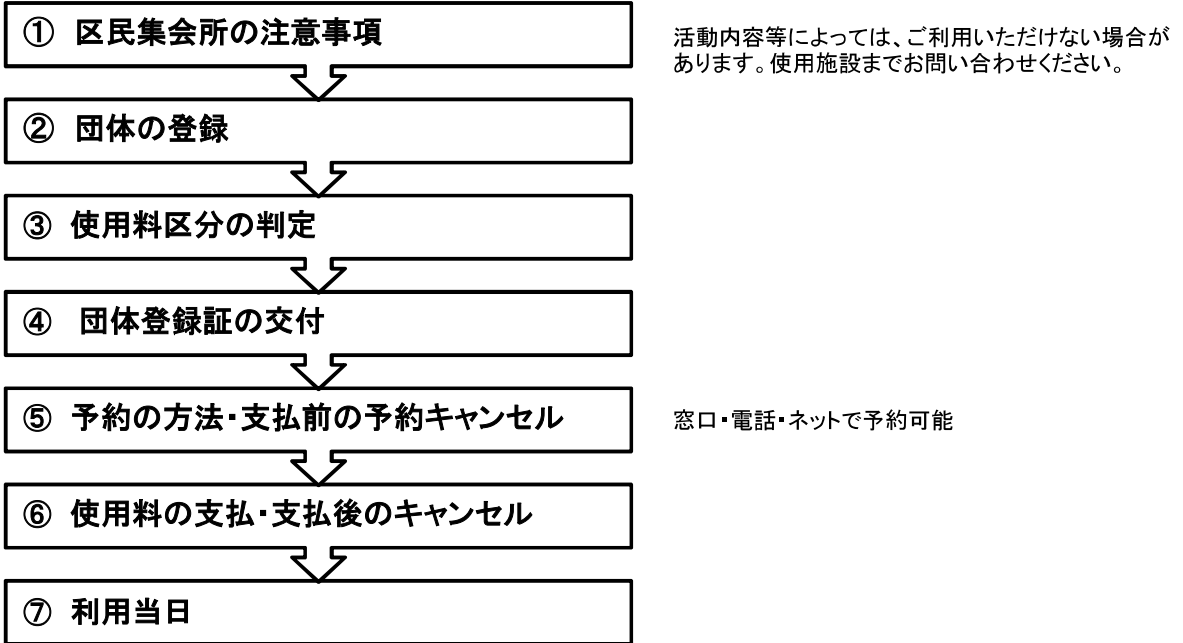 ① 区民集会所の注意事項
活動内容等によっては、ご利用いただけない場合が
あります。使用施設までお問い合わせください。
② 団体の登録
③ 使用料区分の判定
④ 団体登録証の交付
⑤ 予約の方法・支払前の予約キャンセル
窓口・電話・ネットで予約可能
⑥ 使用料の支払・支払後のキャンセル
⑦ 利用当日